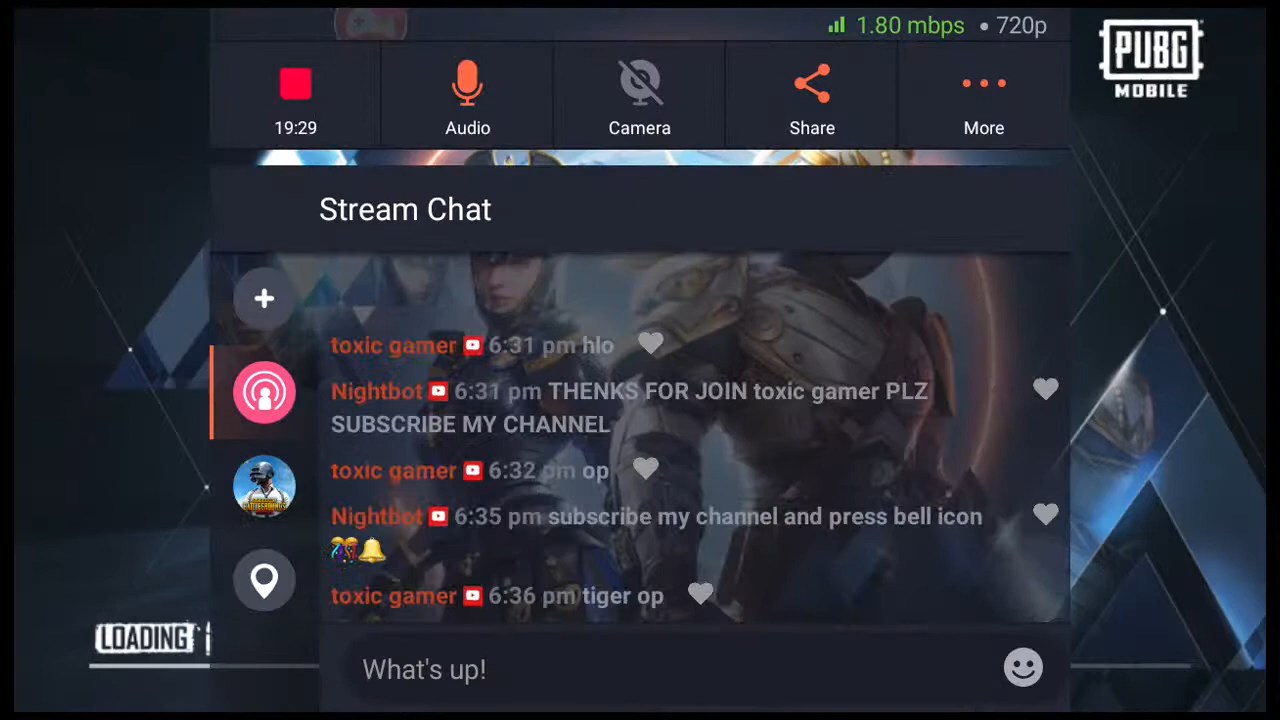 1.80 mbps • 720p
PUBG
MOBILE
19:29
Audio
Camera
Share
More
Stream Chat
toxic gamer 6:31 pm hlo
Nightbot 6:31 pm THENKS FOR JOIN toxic gamer PLZ
SUBSCRIBE MY CHANNEL
toxic gamer 6:32 pm op
Nightbot 6:35 pm subscribe my channel and press bell icon
🎊🔔
toxic gamer 6:36 pm tiger op
LOADING
What's up!